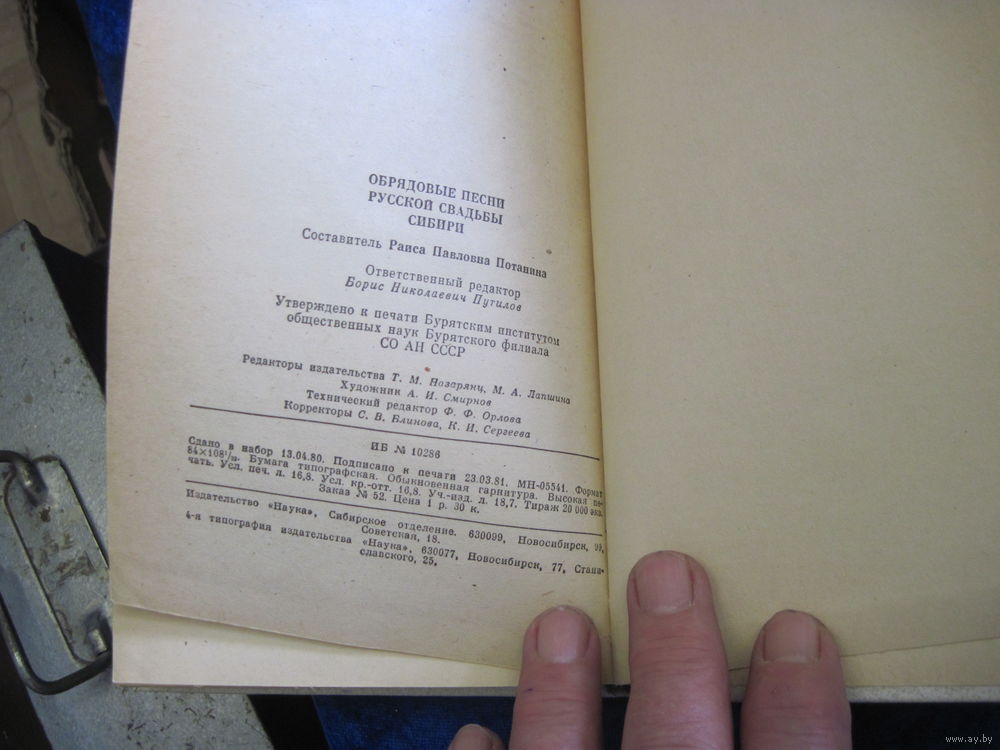 ОБРЯДОВЫЕ ПЕСНИ
РУССКОЙ СВАДЬБЫ
СИБИРИ
Составитель Раиса Павловна Потанина
Ответственный редактор
Борис Николаевич Путилов
Утверждено к печати Бурятским институтом
общественных наук Бурятского филиала
СО АН СССР
Редакторы издательства Т. М. Назарянц, М. А. Лапшина
Художник А. И. Смирнов
Технический редактор Ф. Ф. Орлова
Корректоры С. В. Блинова, К. И. Сергеева
ИБ № 10286
Сдано в набор 13.04.80. Подписано к печати 23.03.81. МН-05541. Формат
84×108¹/₃₂. Бумага типографская. Обыкновенная гарнитура. Высокая пе-
чать. Усл. печ. л. 16,8. Усл. кр.-отт. 16,8. Уч.-изд. л. 18,7. Тираж 20 000 экз.
Заказ № 52. Цена 1 р. 30 к.
Издательство «Наука», Сибирское отделение. 630099, Новосибирск, 99,
Советская, 18.
4-я типография издательства «Наука», 630077, Новосибирск, 77, Стани-
славского, 25,
www.ay.by